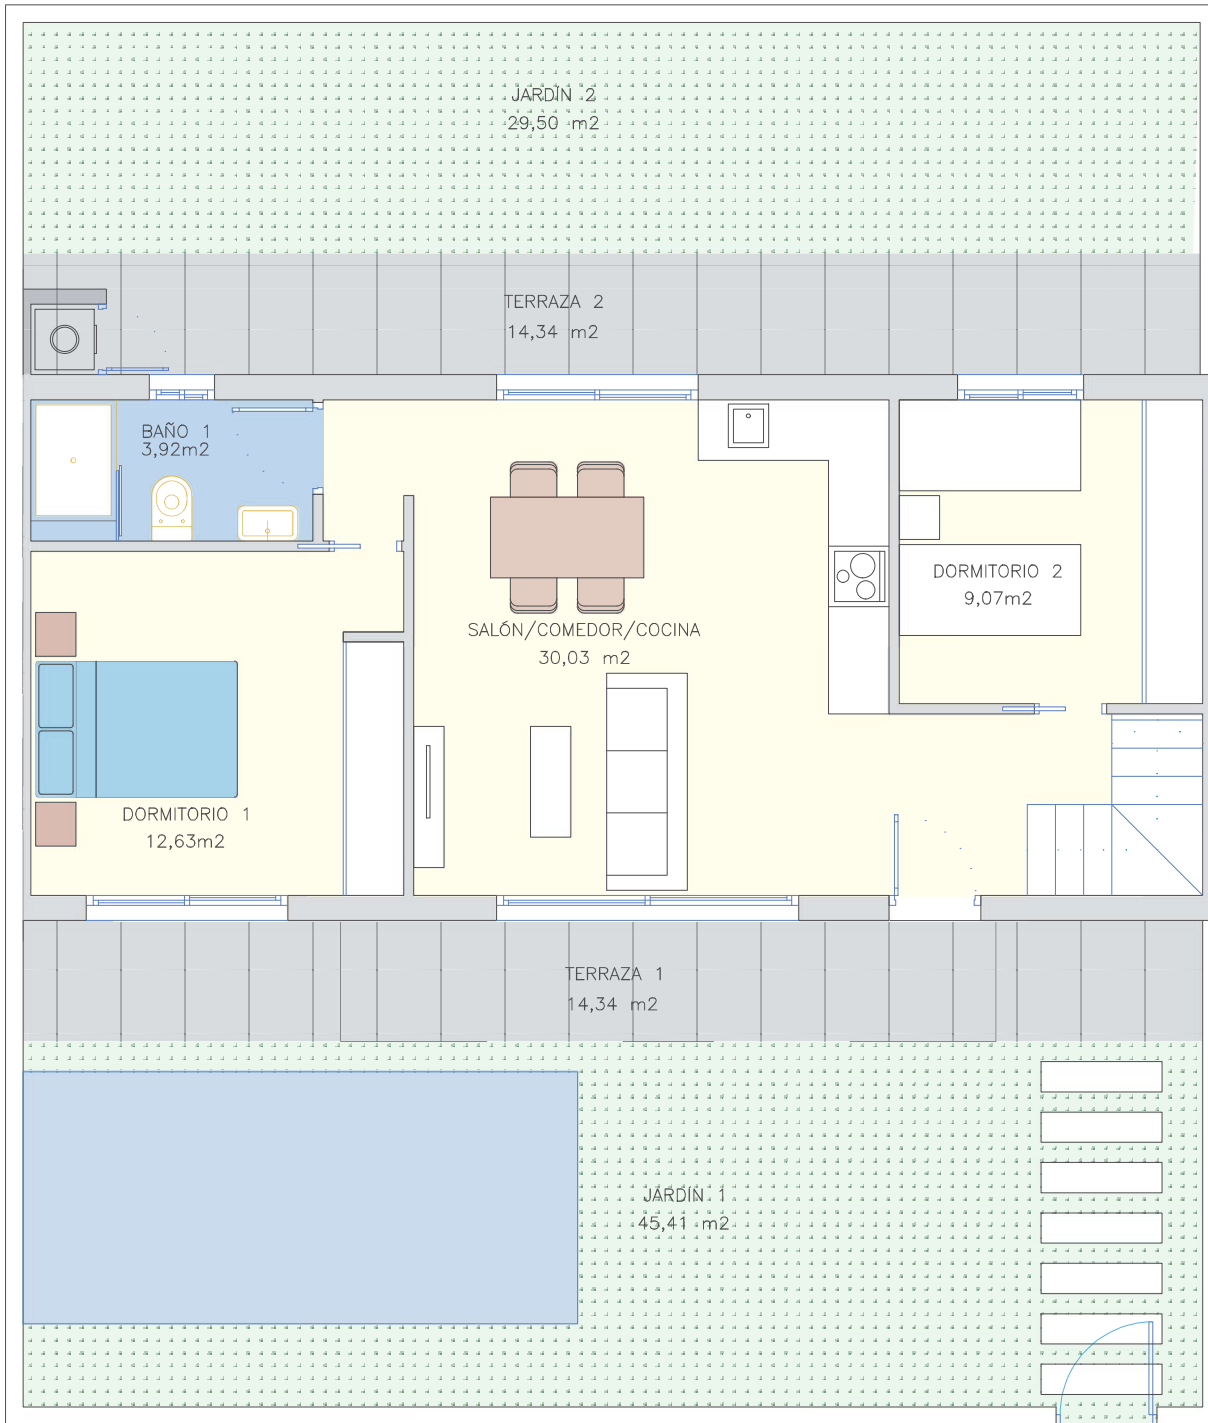 JARDÍN 2
29,50 m2
TERRAZA 2
14,34 m2
BAÑO 1
3,92m2
DORMITORIO 2
9,07m2
SALÓN/COMEDOR/COCINA
30,03 m2
DORMITORIO 1
12,63m2
TERRAZA 1
14,34 m2
JARDÍN 1
45,41 m2